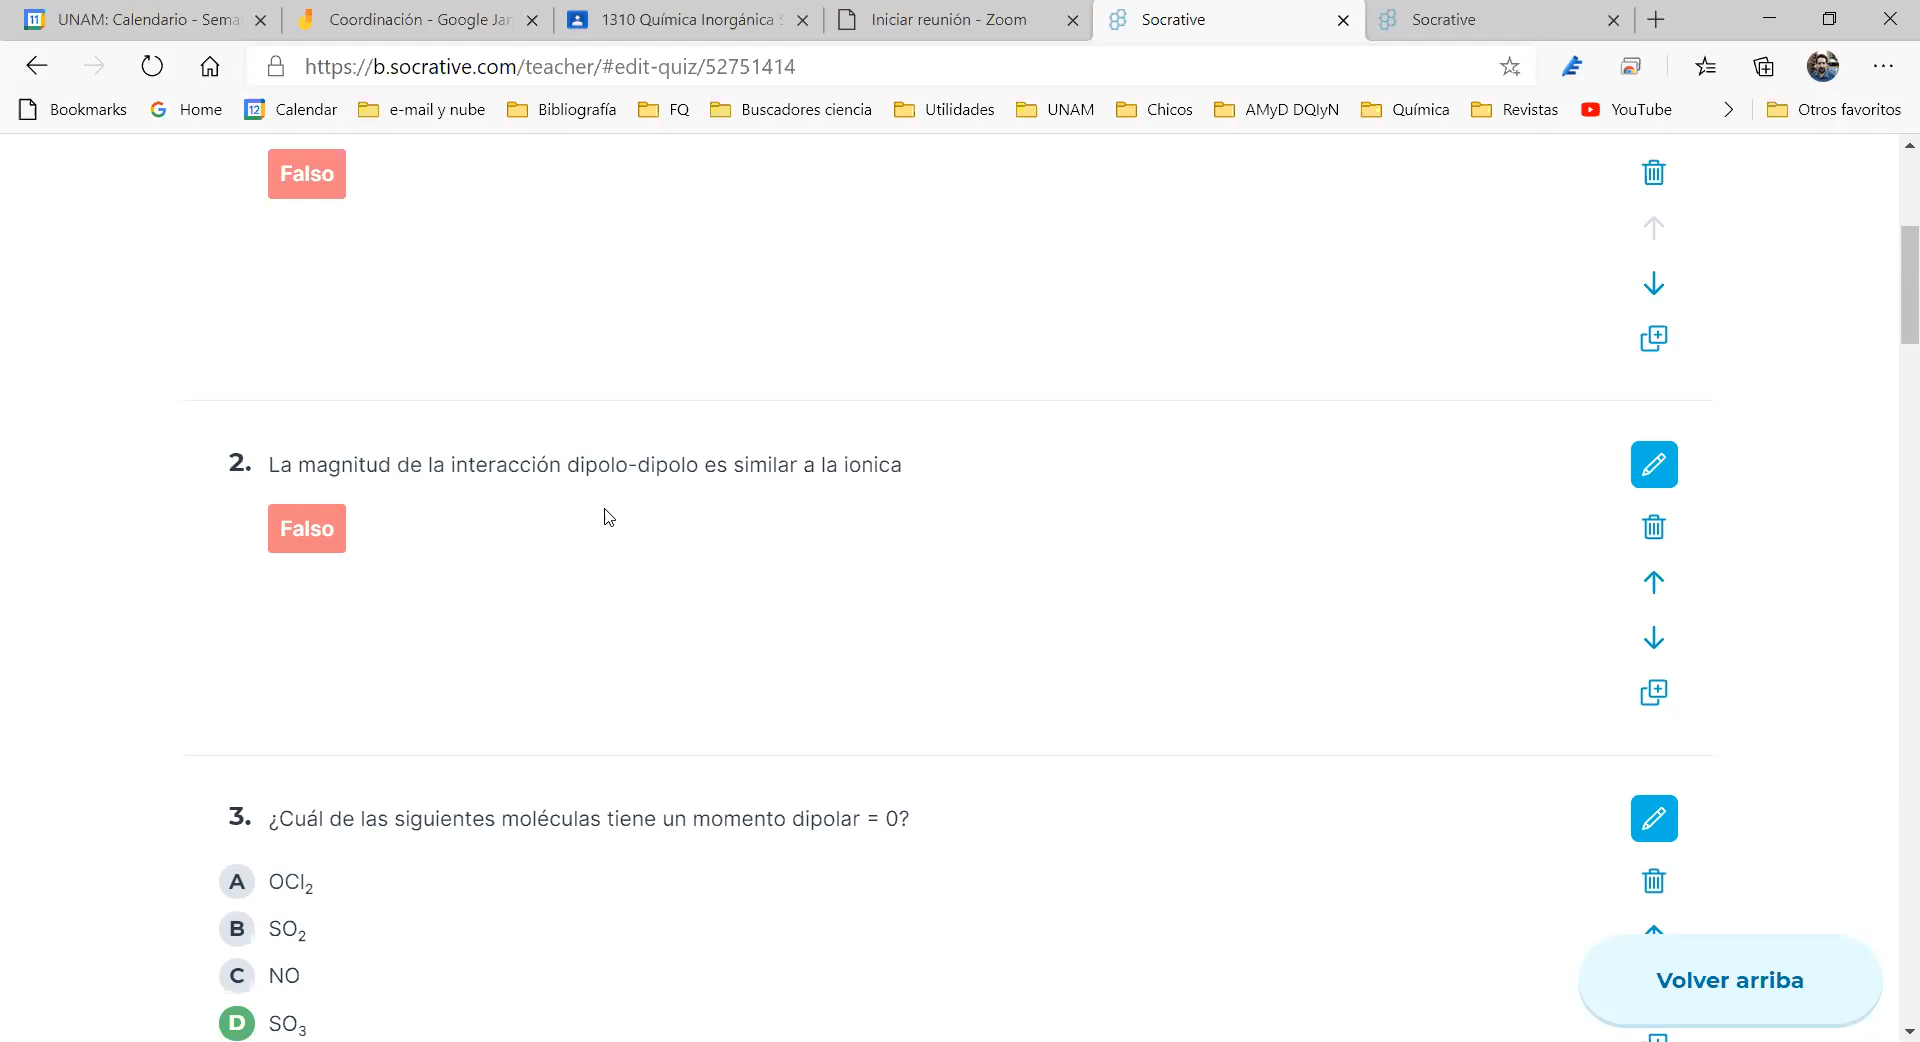 UNAM: Calendario - Sema
Coordinación - Google Jan
1310 Química Inorgánica S
Iniciar reunión - Zoom
Socrative
Socrative
https://b.socrative.com/teacher/#edit-quiz/52751414
Bookmarks
Home
Calendar
e-mail y nube
Bibliografía
FQ
Buscadores ciencia
Utilidades
UNAM
Chicos
AMyD DQIyN
Química
Revistas
YouTube
Otros favoritos
Falso
2. La magnitud de la interacción dipolo-dipolo es similar a la ionica
Falso
3. ¿Cuál de las siguientes moléculas tiene un momento dipolar = 0?
A OCl₂
B SO₂
C NO
D SO₃
Volver arriba